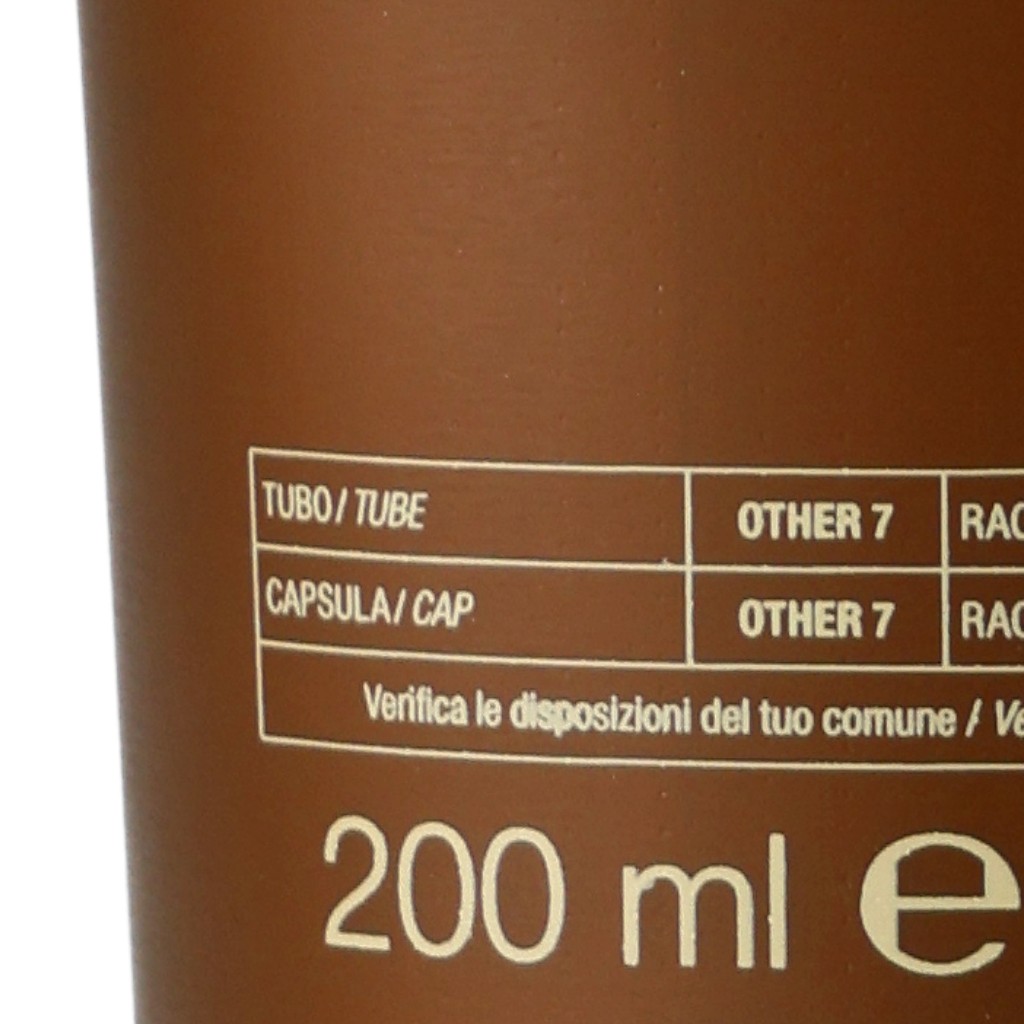 TUBO / TUBE OTHER 7
CAPSULA / CAP OTHER 7
Verifica le disposizioni del tuo comune /
200 ml e